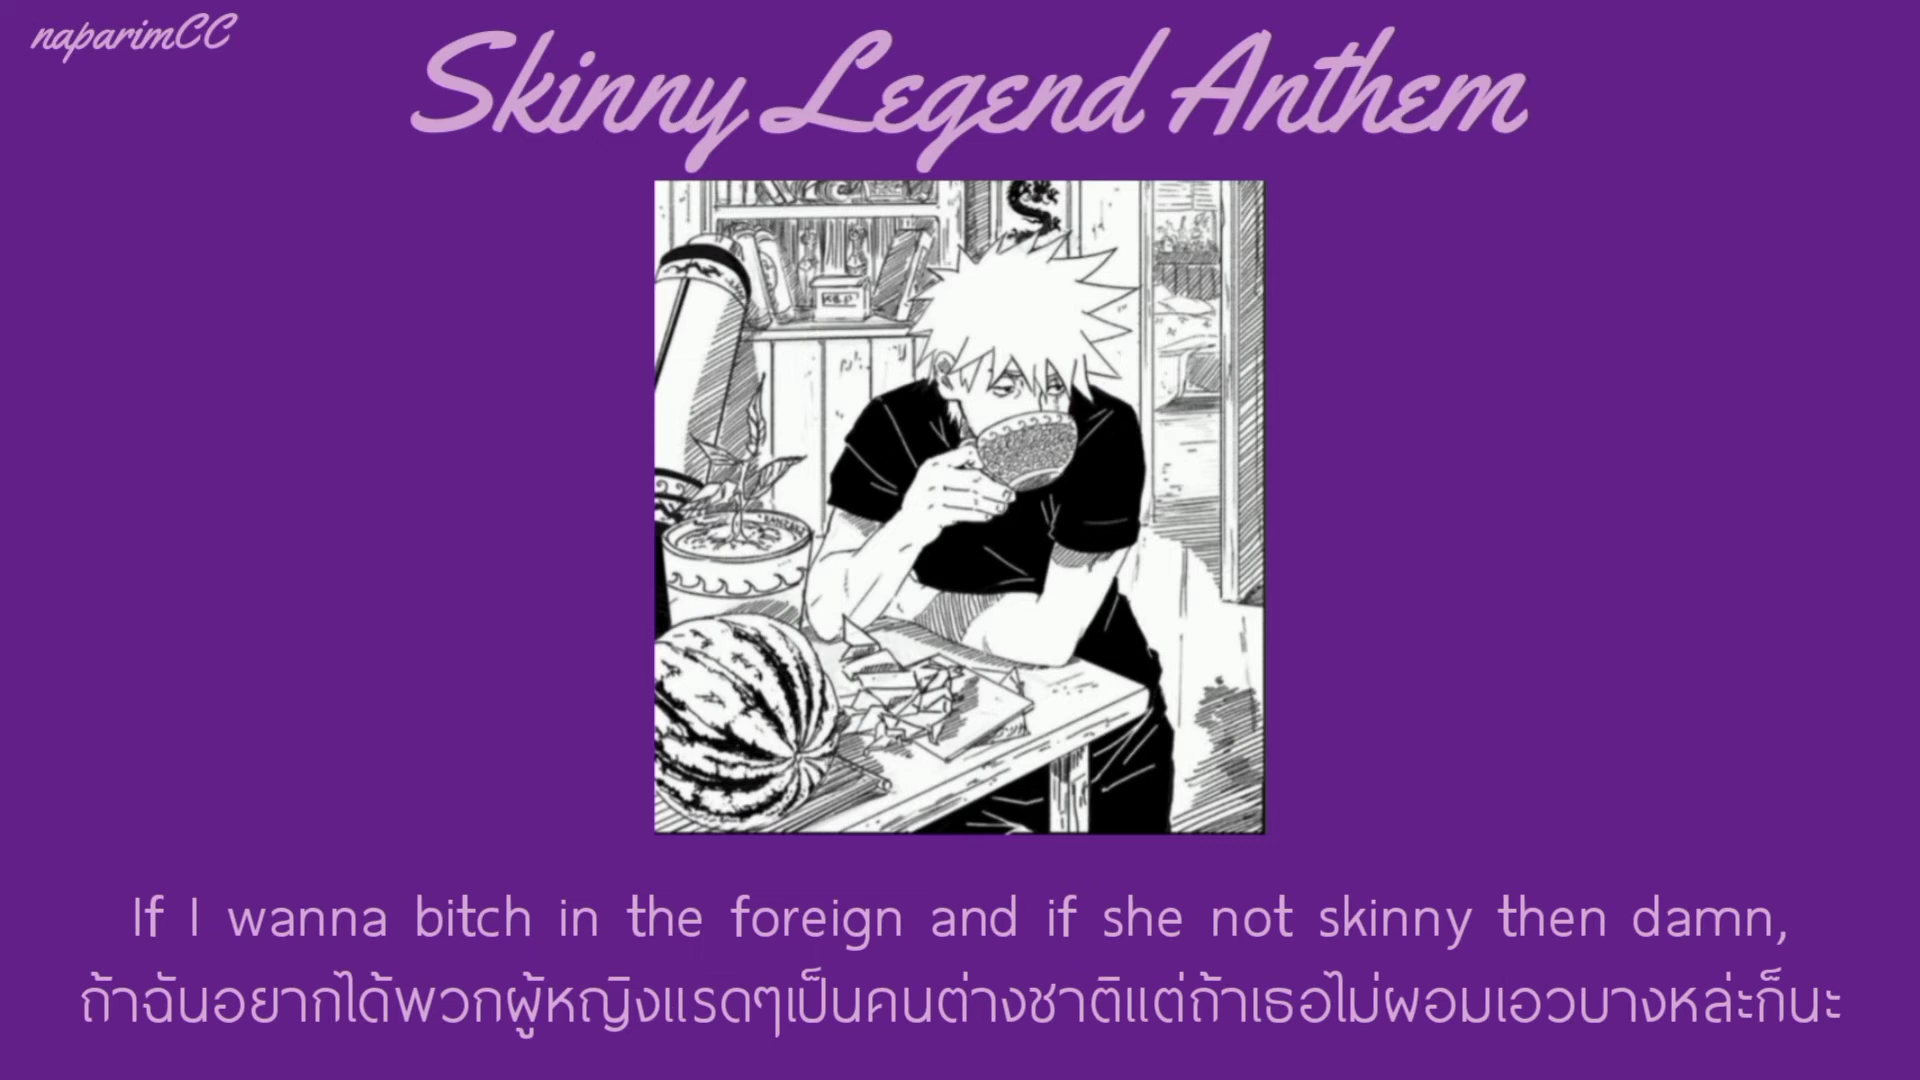 naparimCC
Skinny Legend Anthem
If I wanna bitch in the foreign and if she not skinny then damn,
ถ้าฉันอยากได้พวกผู้หญิงแรดๆเป็นคนต่างชาติแต่ถ้าเธอไม่ผอมเอวบางหล่ะก็นะ